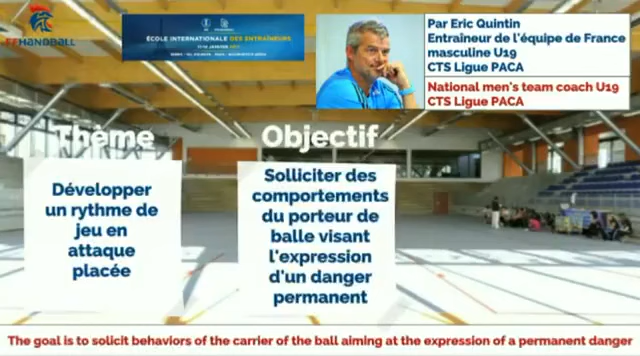 FFHANDBALL
ÉCOLE INTERNATIONALE DES ENTRAÎNEURS
Par Eric Quintin
Entraîneur de l'équipe de France
masculine U19
CTS Ligue PACA
National men's team coach U19
CTS Ligue PACA
Thème
Objectif
Développer
un rythme de
jeu en
attaque
placée
Solliciter des
comportements
du porteur de
balle visant
l'expression
d'un danger
permanent
The goal is to solicit behaviors of the carrier of the ball aiming at the expression of a permanent danger